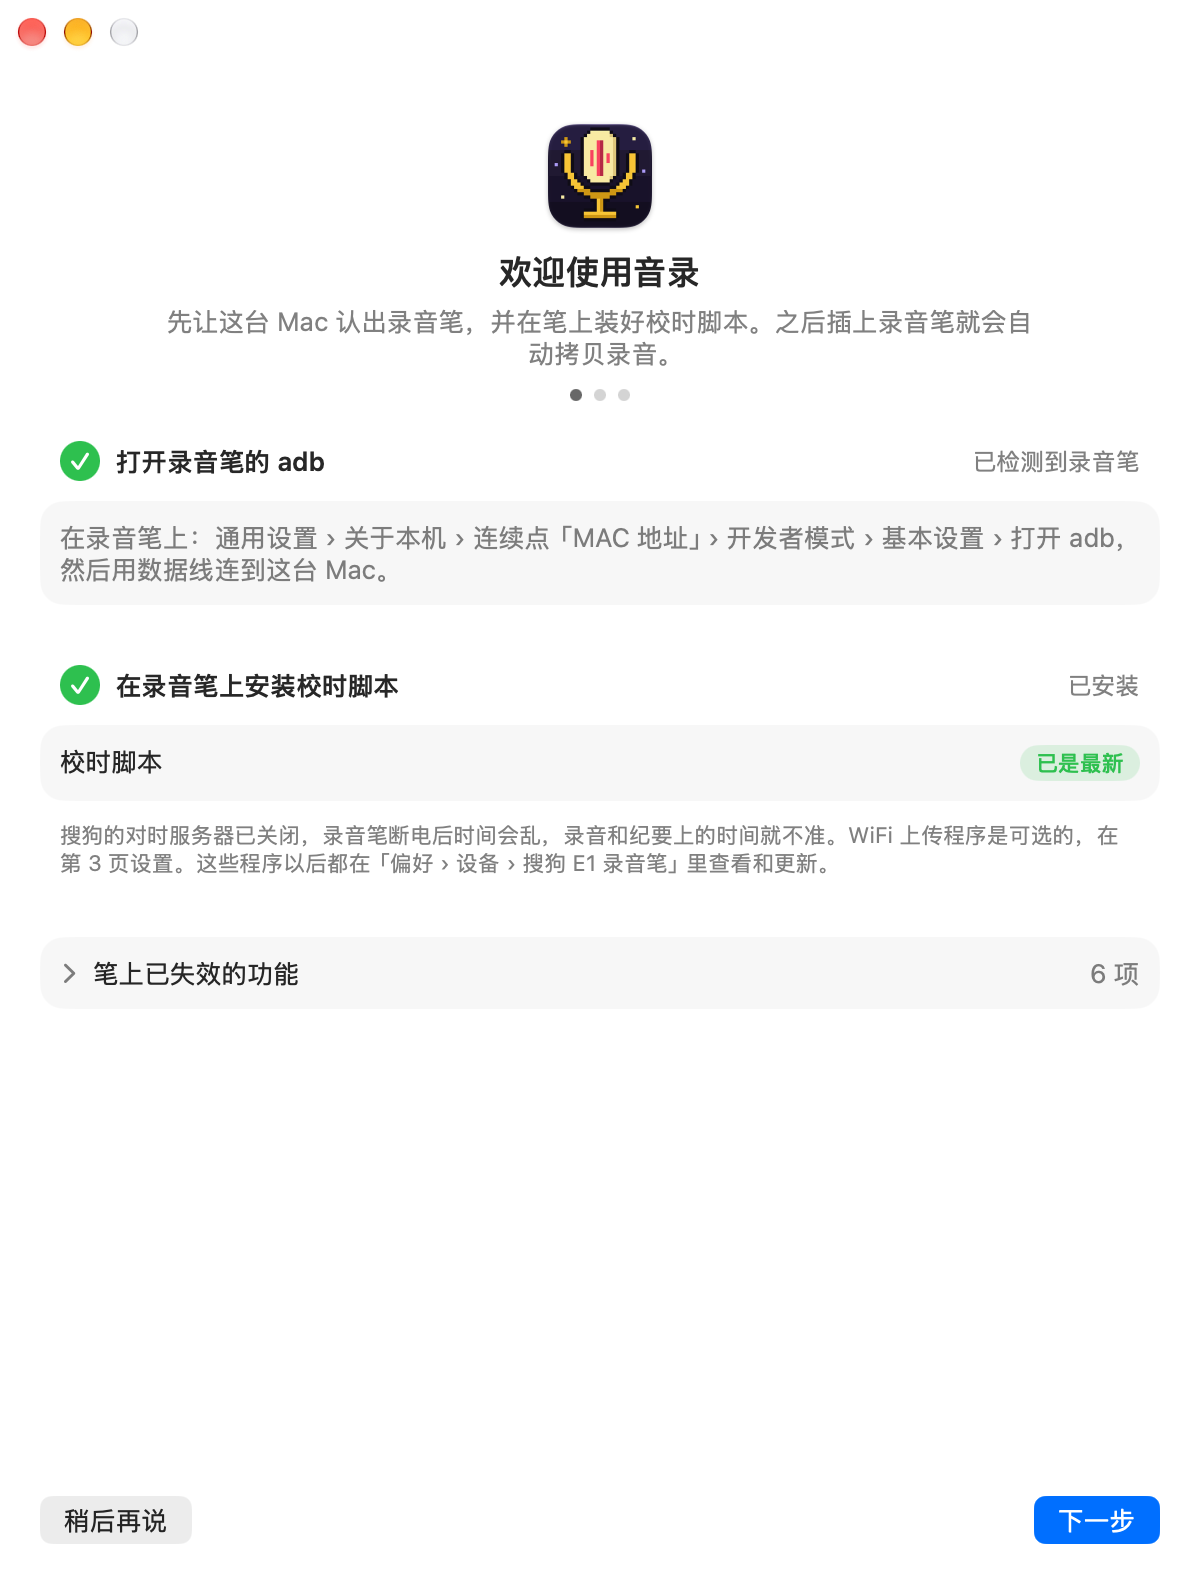 欢迎使用音录
先让这台 Mac 认出录音笔，并在笔上装好校时脚本。之后插上录音笔就会自
动拷贝录音。
打开录音笔的 adb
已检测到录音笔
在录音笔上：通用设置 › 关于本机 › 连续点「MAC 地址」› 开发者模式 › 基本设置 › 打开 adb，
然后用数据线连到这台 Mac。
在录音笔上安装校时脚本
已安装
校时脚本
已是最新
搜狗的对时服务器已关闭，录音笔断电后时间会乱，录音和纪要上的时间就不准。WiFi 上传程序是可选的，在
第 3 页设置。这些程序以后都在「偏好 › 设备 › 搜狗 E1 录音笔」里查看和更新。
笔上已失效的功能
6 项
稍后再说
下一步